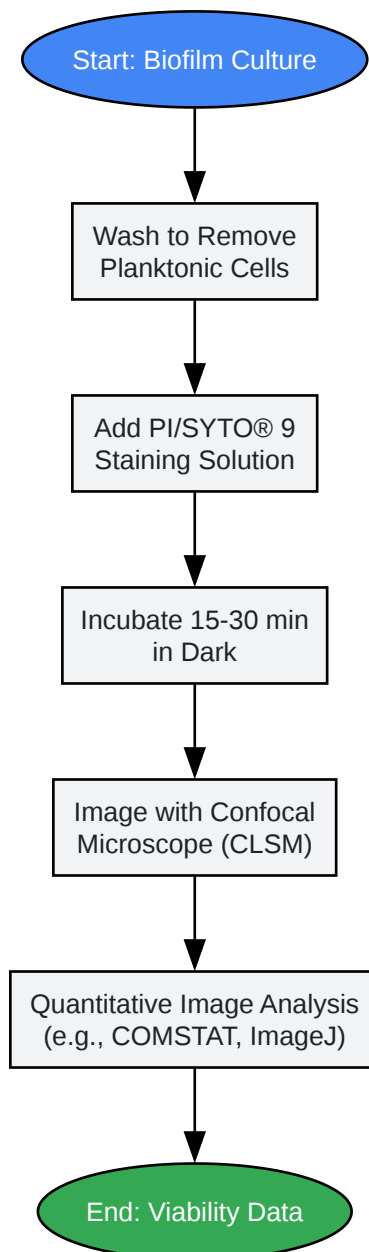 Start: Biofilm Culture
Wash to Remove
Planktonic Cells
Add PI/SYTO® 9
Staining Solution
Incubate 15-30 min
in Dark
Image with Confocal
Microscope (CLSM)
Quantitative Image Analysis
(e.g., COMSTAT, ImageJ)
End: Viability Data